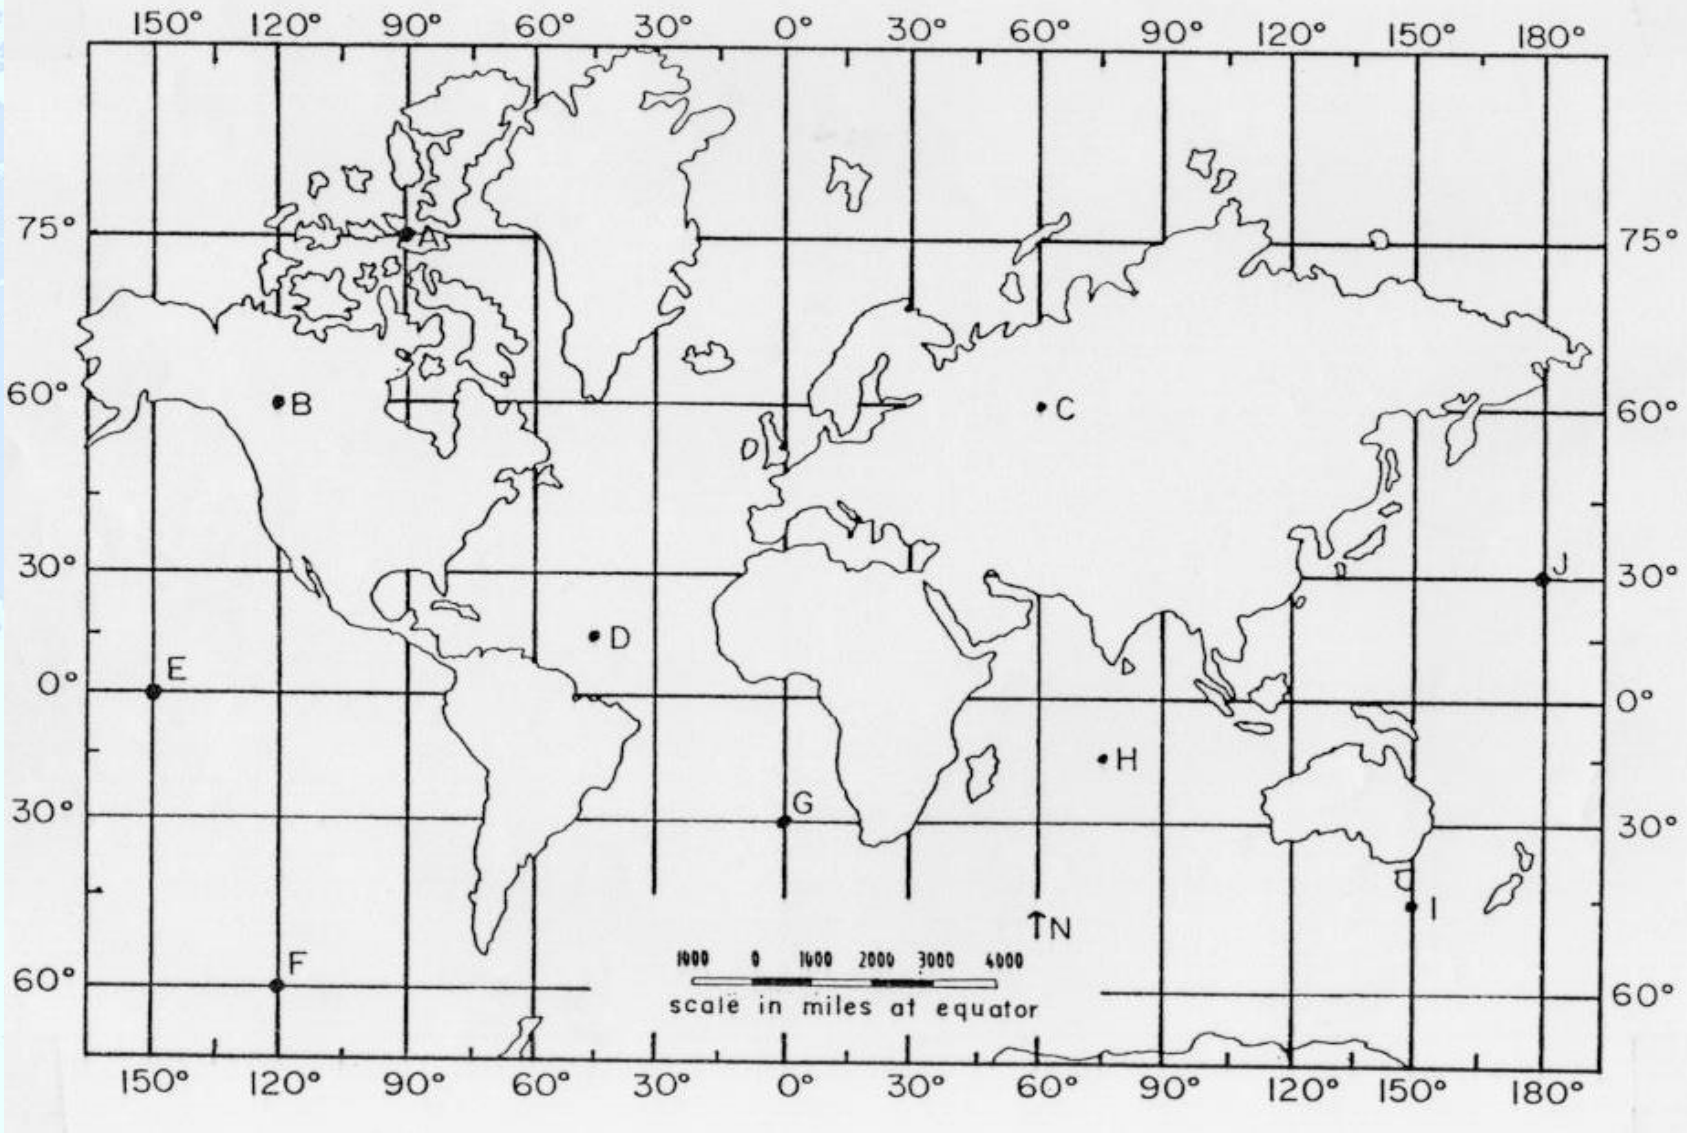 150° 120° 90° 60° 30° 0° 30° 60° 90° 120° 150° 180°
75° A 75°
60° B C 60°
30° J 30°
D
E
0° 0°
H
G
30° 30°
I
↑N
F
1000 0 1000 2000 3000 4000
60° 60°
scale in miles at equator
150° 120° 90° 60° 30° 0° 30° 60° 90° 120° 150° 180°